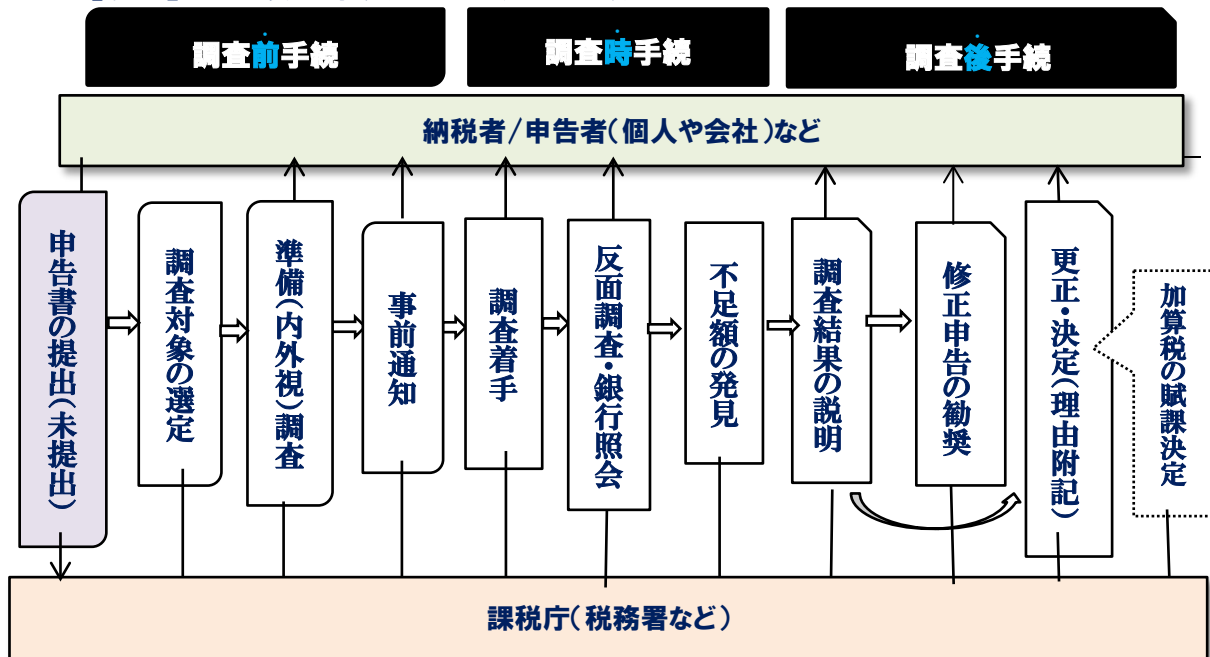 調査前手続
調査時手続
調査後手続
納税者/申告者(個人や会社)など
申告書の提出(未提出)
調査対象の選定
準備(内外視)調査
事前通知
調査着手
反面調査・銀行照会
不足額の発見
調査結果の説明
修正申告の勧奨
更正・決定(理由附記)
加算税の賦課決定
課税庁(税務署など)